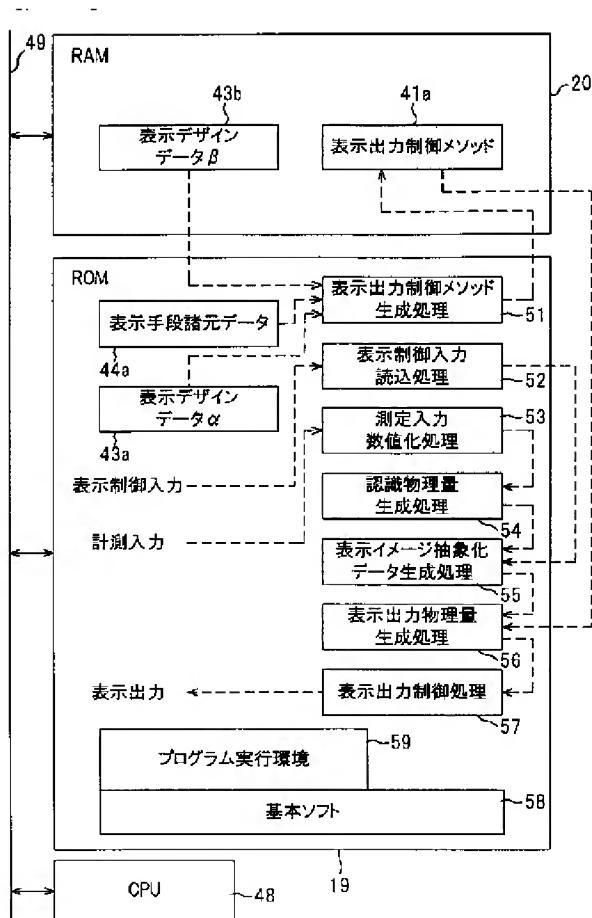 49
RAM
20
43b
41a
表示デザイン
データβ
表示出力制御メソッド
ROM
表示手段諸元データ
44a
表示出力制御メソッド
生成処理
51
表示制御入力
読込処理
52
表示デザイン
データα
43a
測定入力
数値化処理
53
表示制御入力
認識物理量
生成処理
54
計測入力
表示イメージ抽象化
データ生成処理
55
表示出力物理量
生成処理
56
表示出力
表示出力制御処理
57
プログラム実行環境
59
基本ソフト
58
19
CPU
48